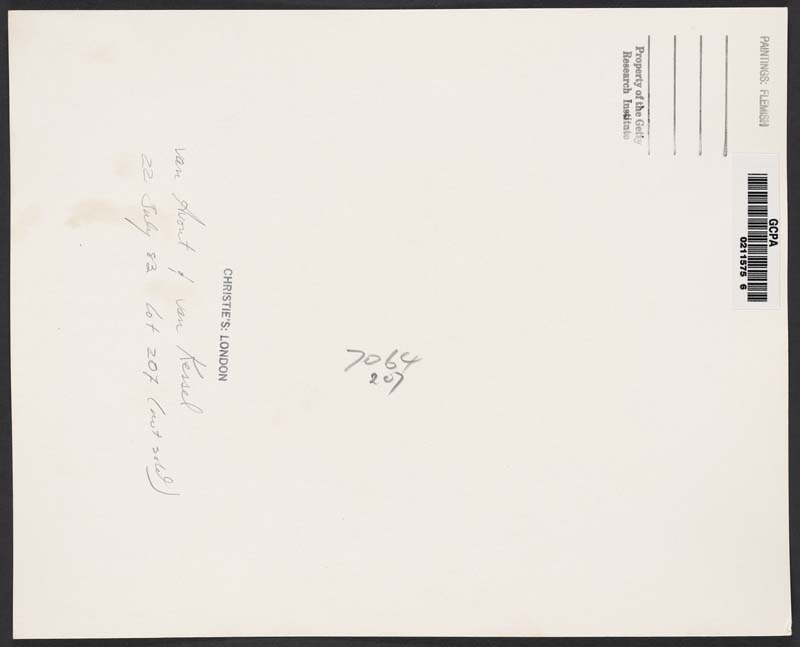 PAINTINGS: FLEMISH
Property of the Getty
Research Institute
GCPA
0211575 6
CHRISTIE'S: LONDON
van Avont & van Kessel
22 July 83 lot 207 (not sold)
7064
207